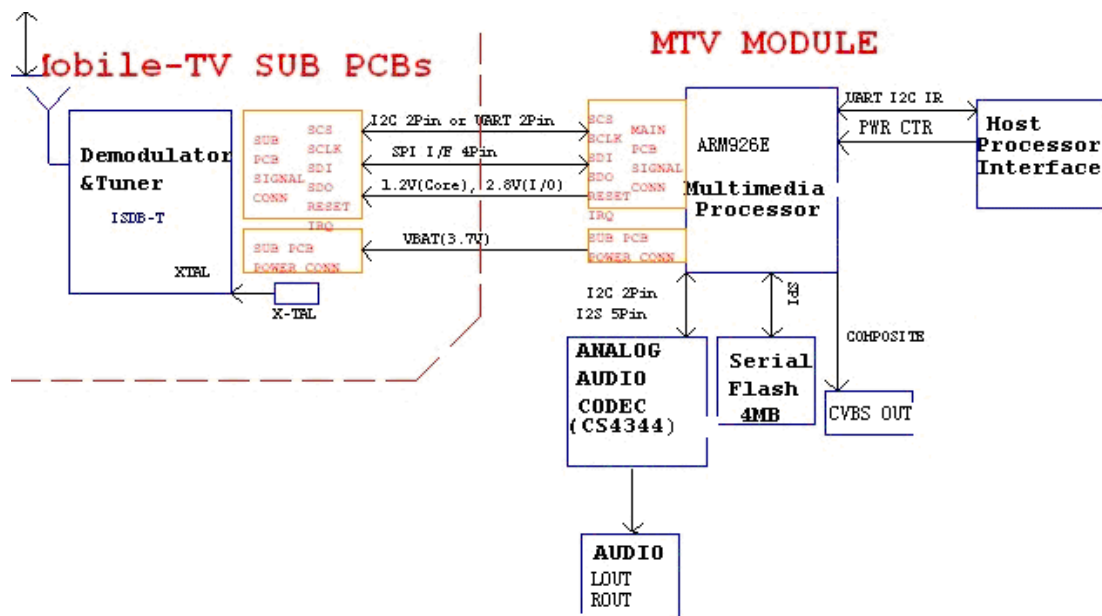 Mobile-TV SUB PCBs
MTV MODULE
Demodulator
&Tuner
ISDB-T
XTAL
X-TAL
SUB
PCB
SIGNAL
CONN
SCS
SCLK
SDI
SDO
RESET
IRQ
SUB PCB
POWER CONN
I2C 2Pin or UART 2Pin
SPI I/F 4Pin
1.2V(Core), 2.8V(I/O)
VBAT(3.7V)
SCS
SCLK
SDI
SDO
RESET
IRQ
MAIN
PCB
SIGNAL
CONN
SUB PCB
POWER CONN
ARM926E
Multimedia
Processor
UART I2C IR
PWR CTR
Host
Processor
Interface
I2C 2Pin
I2S 5Pin
SPI
COMPOSITE
ANALOG
AUDIO
CODEC
(CS4344)
Serial
Flash
4MB
CVBS OUT
AUDIO
LOUT
ROUT